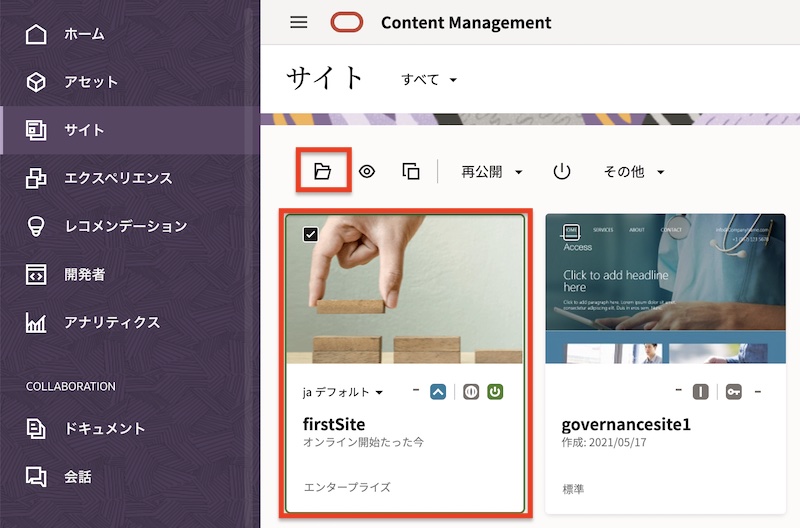 ホーム
アセット
サイト
エクスペリエンス
レコメンデーション
開発者
アナリティクス
COLLABORATION
ドキュメント
会話
Content Management
サイト すべて
再公開 その他
ja デフォルト
firstSite
オンライン開始たった今
エンタープライズ
HOME SERVICES ABOUT CONTACT
Access
Click to add headline
here
governancesite1
作成: 2021/05/17
標準